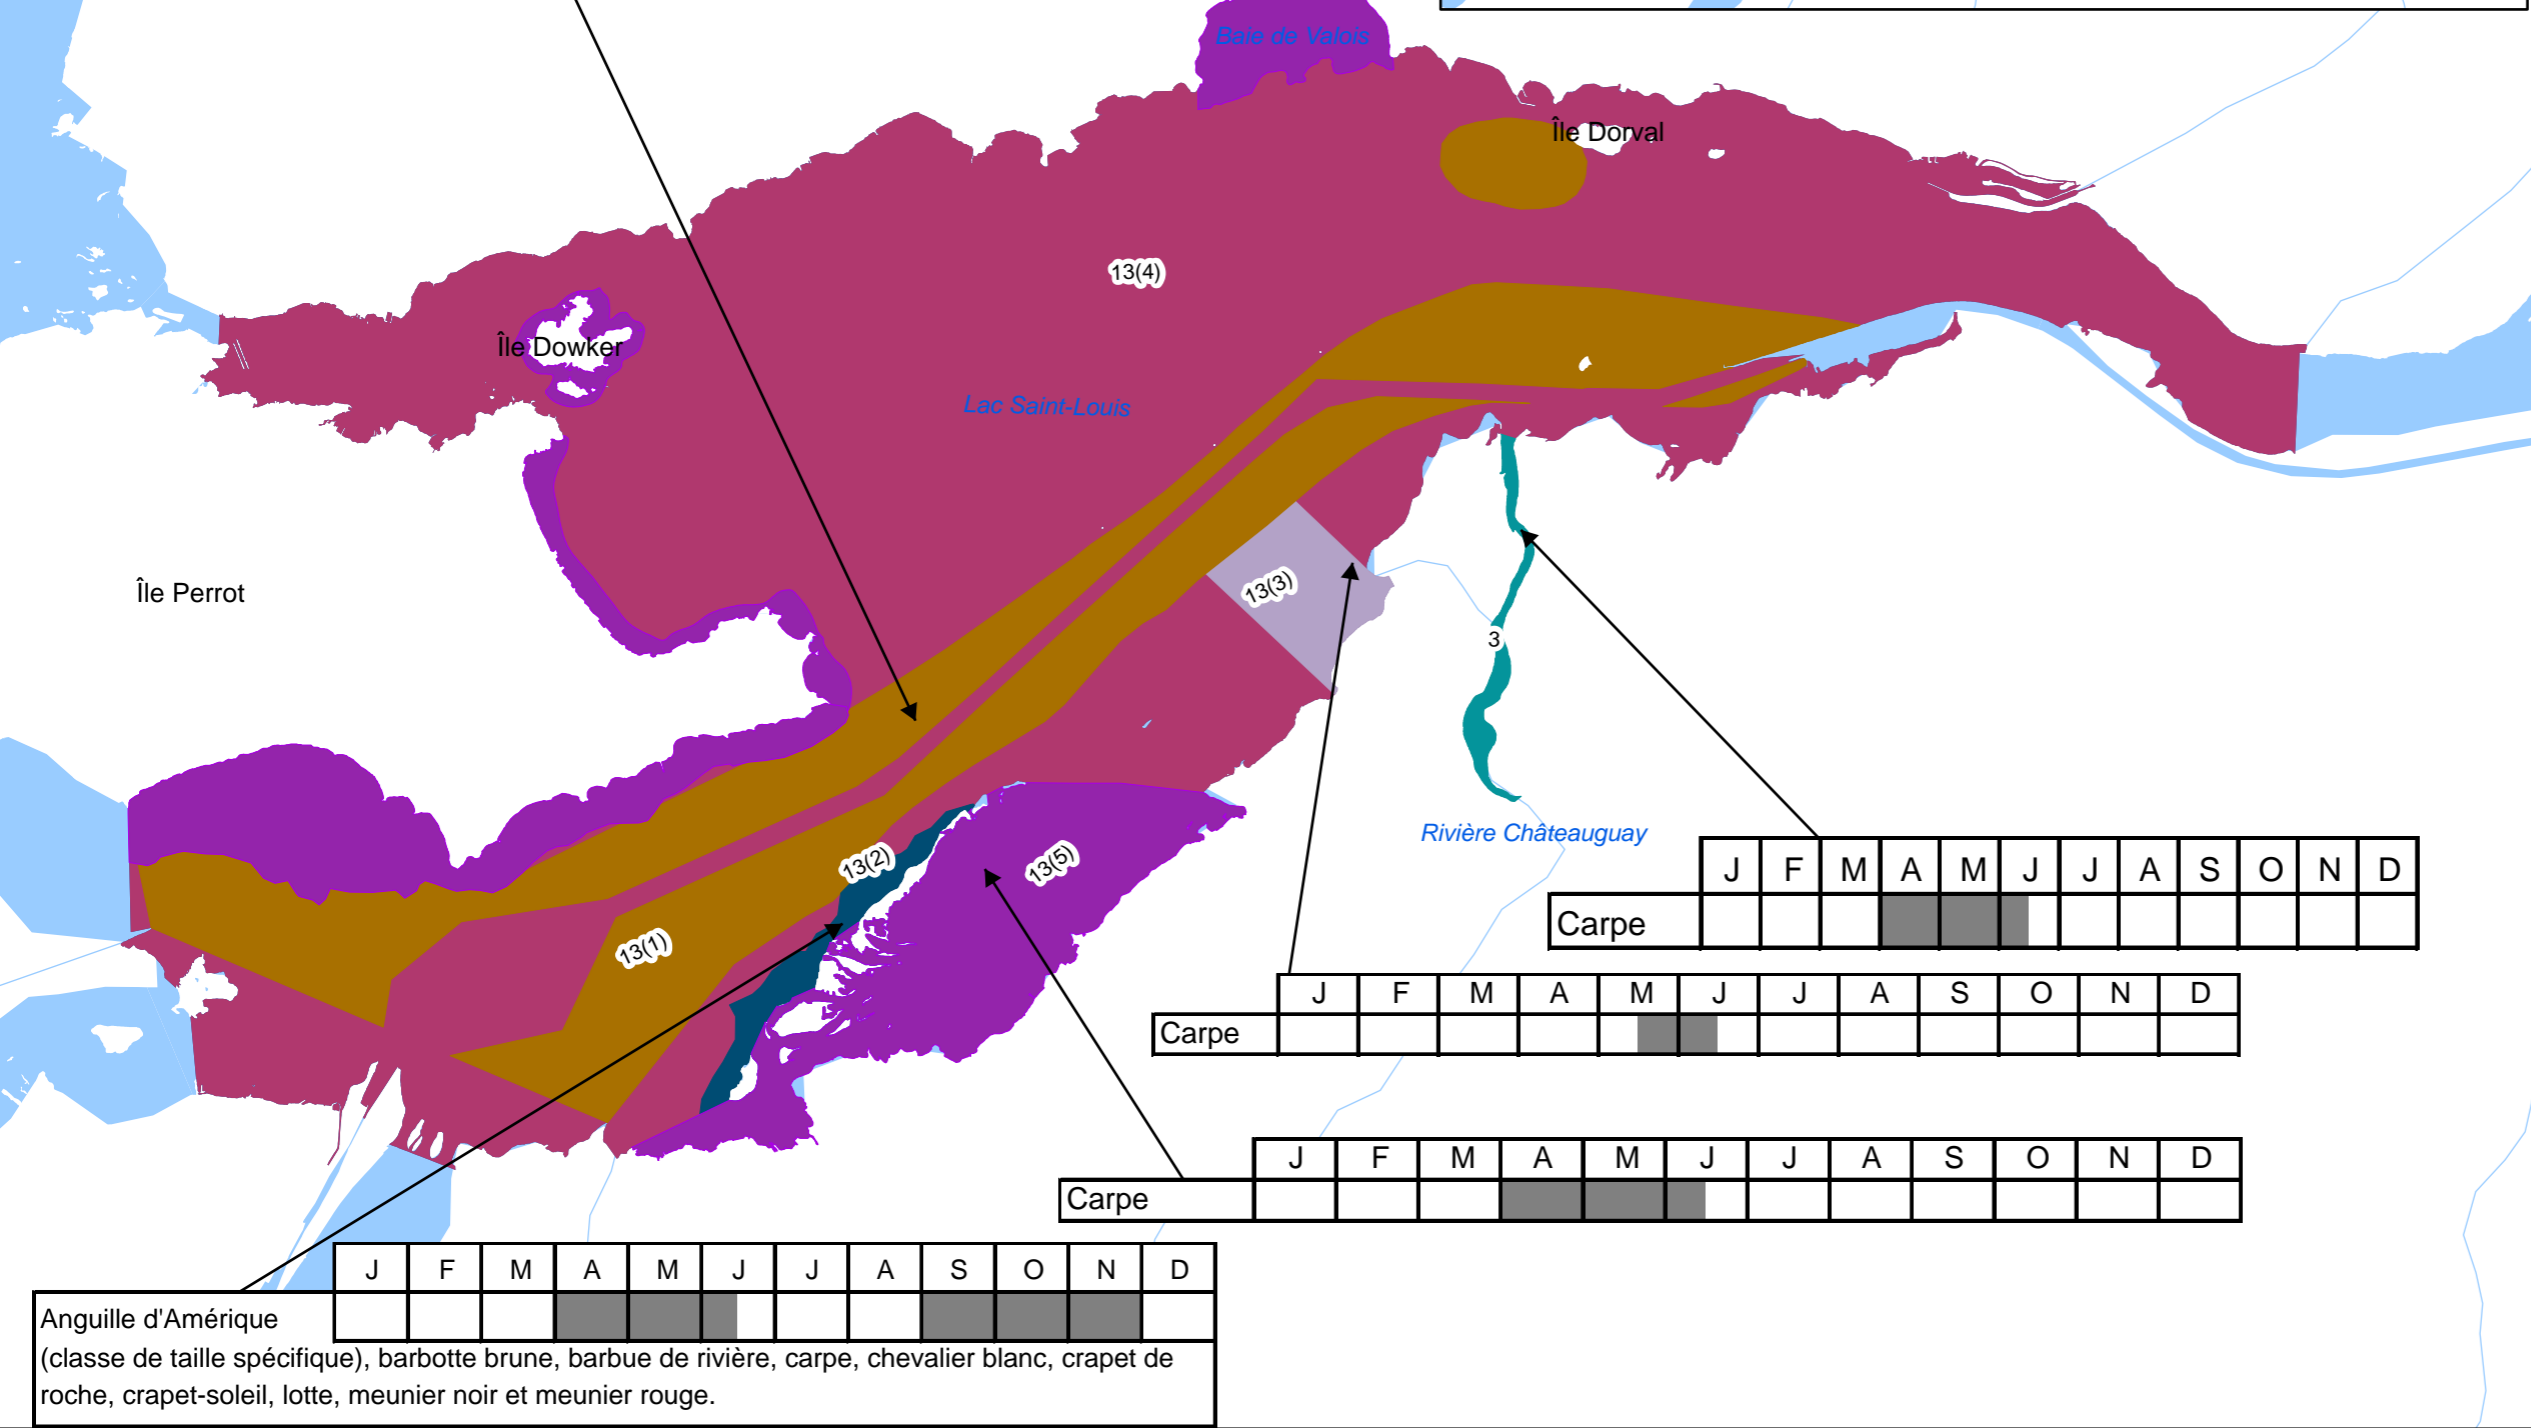 Baie de Valois
Île Dorval
13(4)
Île Dowker
Lac Saint-Louis
Île Perrot
13(3)
3
Rivière Châteauguay
13(2)
13(5)
13(1)
J F M A M J J A S O N D
Carpe
J F M A M J J A S O N D
Carpe
J F M A M J J A S O N D
Carpe
J F M A M J J A S O N D
Anguille d'Amérique
(classe de taille spécifique), barbotte brune, barbue de rivière, carpe, chevalier blanc, crapet de
roche, crapet-soleil, lotte, meunier noir et meunier rouge.